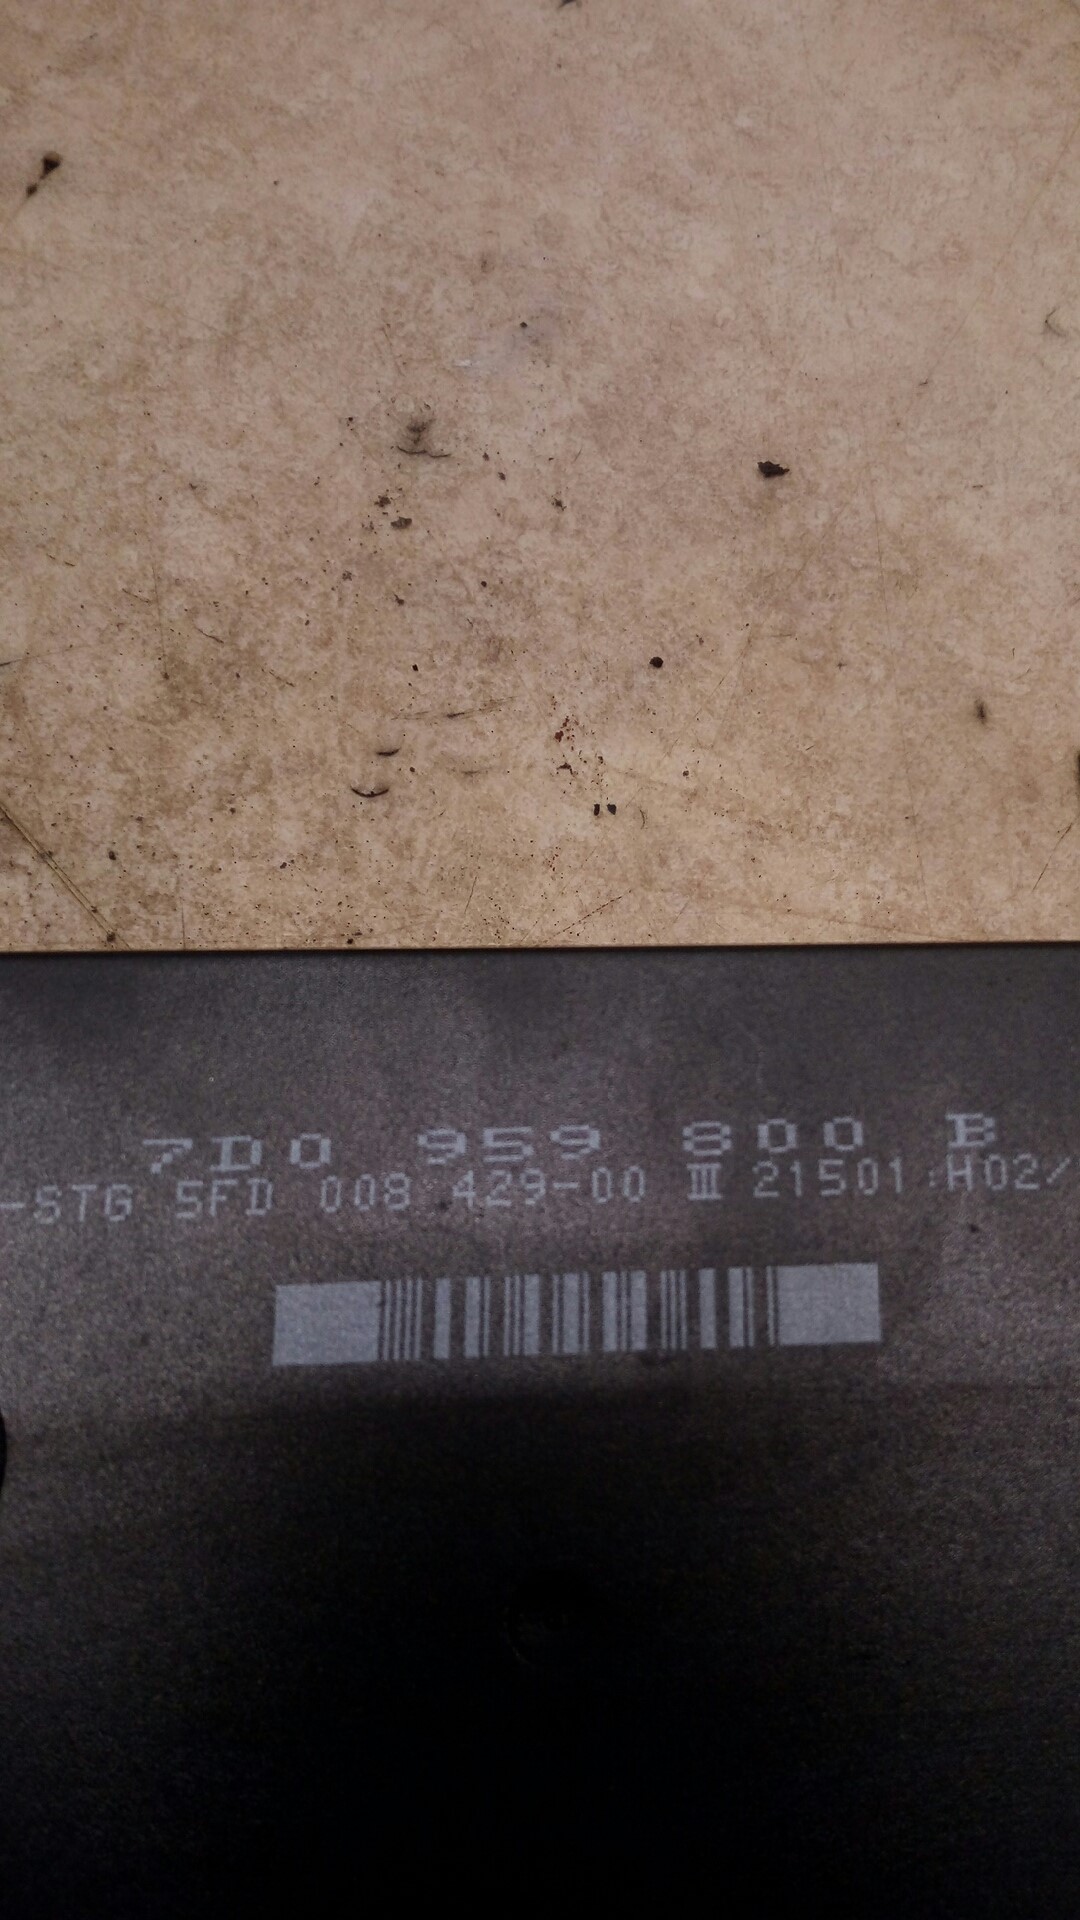 7D0 959 800 B
-STG 5FD 008 429-00 III 21501 H02/